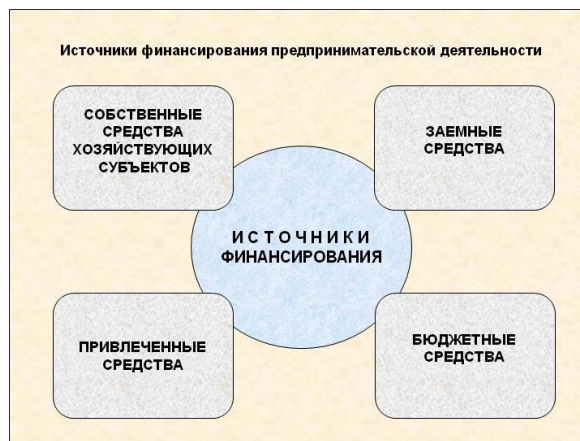 Источники финансирования предпринимательской деятельности
СОБСТВЕННЫЕ
СРЕДСТВА
ХОЗЯЙСТВУЮЩИХ
СУБЪЕКТОВ
ЗАЕМНЫЕ
СРЕДСТВА
И С Т О Ч Н И К И
ФИНАНСИРОВАНИЯ
ПРИВЛЕЧЕННЫЕ
СРЕДСТВА
БЮДЖЕТНЫЕ
СРЕДСТВА